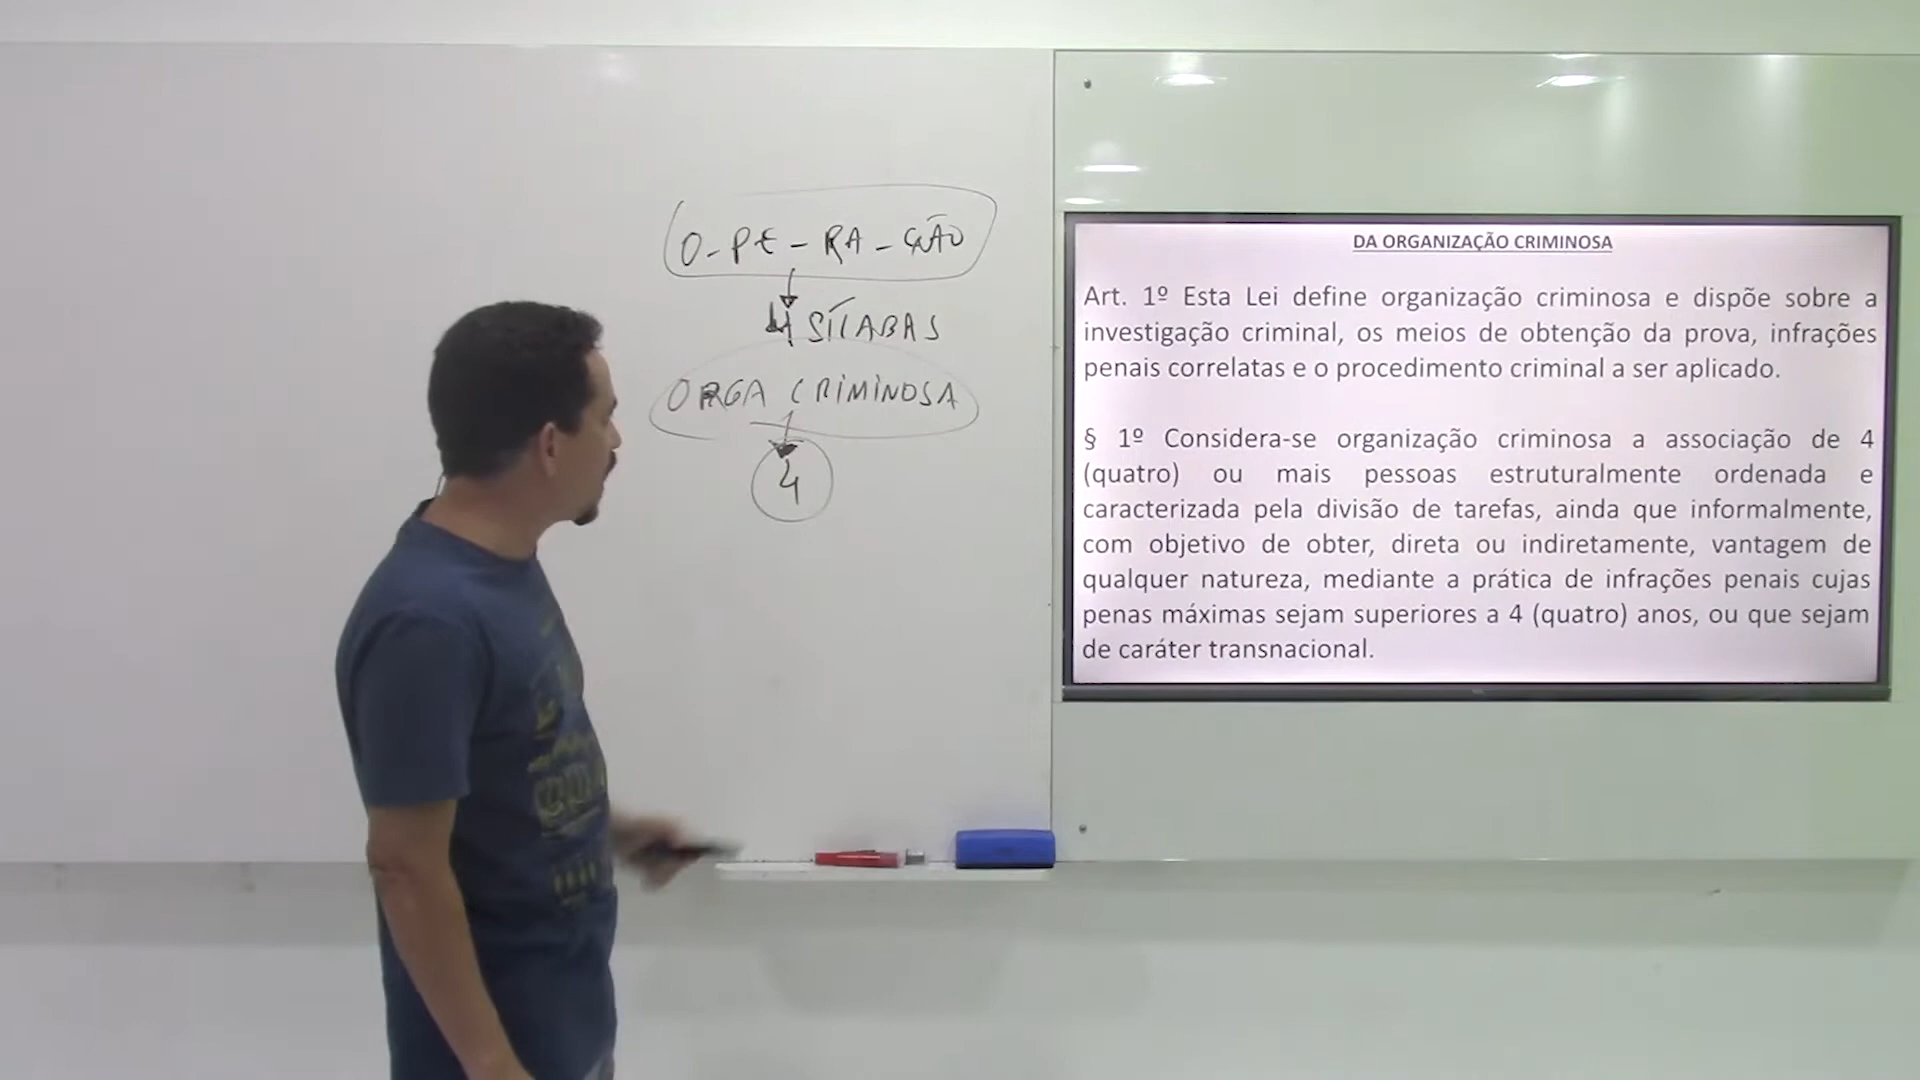 O-PE-RA-ÇÃO
4 SÍLABAS
ORGA CRIMINOSA
4
DA ORGANIZAÇÃO CRIMINOSA
Art. 1º Esta Lei define organização criminosa e dispõe sobre a
investigação criminal, os meios de obtenção da prova, infrações
penais correlatas e o procedimento criminal a ser aplicado.
§ 1º Considera-se organização criminosa a associação de 4
(quatro) ou mais pessoas estruturalmente ordenada e
caracterizada pela divisão de tarefas, ainda que informalmente,
com objetivo de obter, direta ou indiretamente, vantagem de
qualquer natureza, mediante a prática de infrações penais cujas
penas máximas sejam superiores a 4 (quatro) anos, ou que sejam
de caráter transnacional.